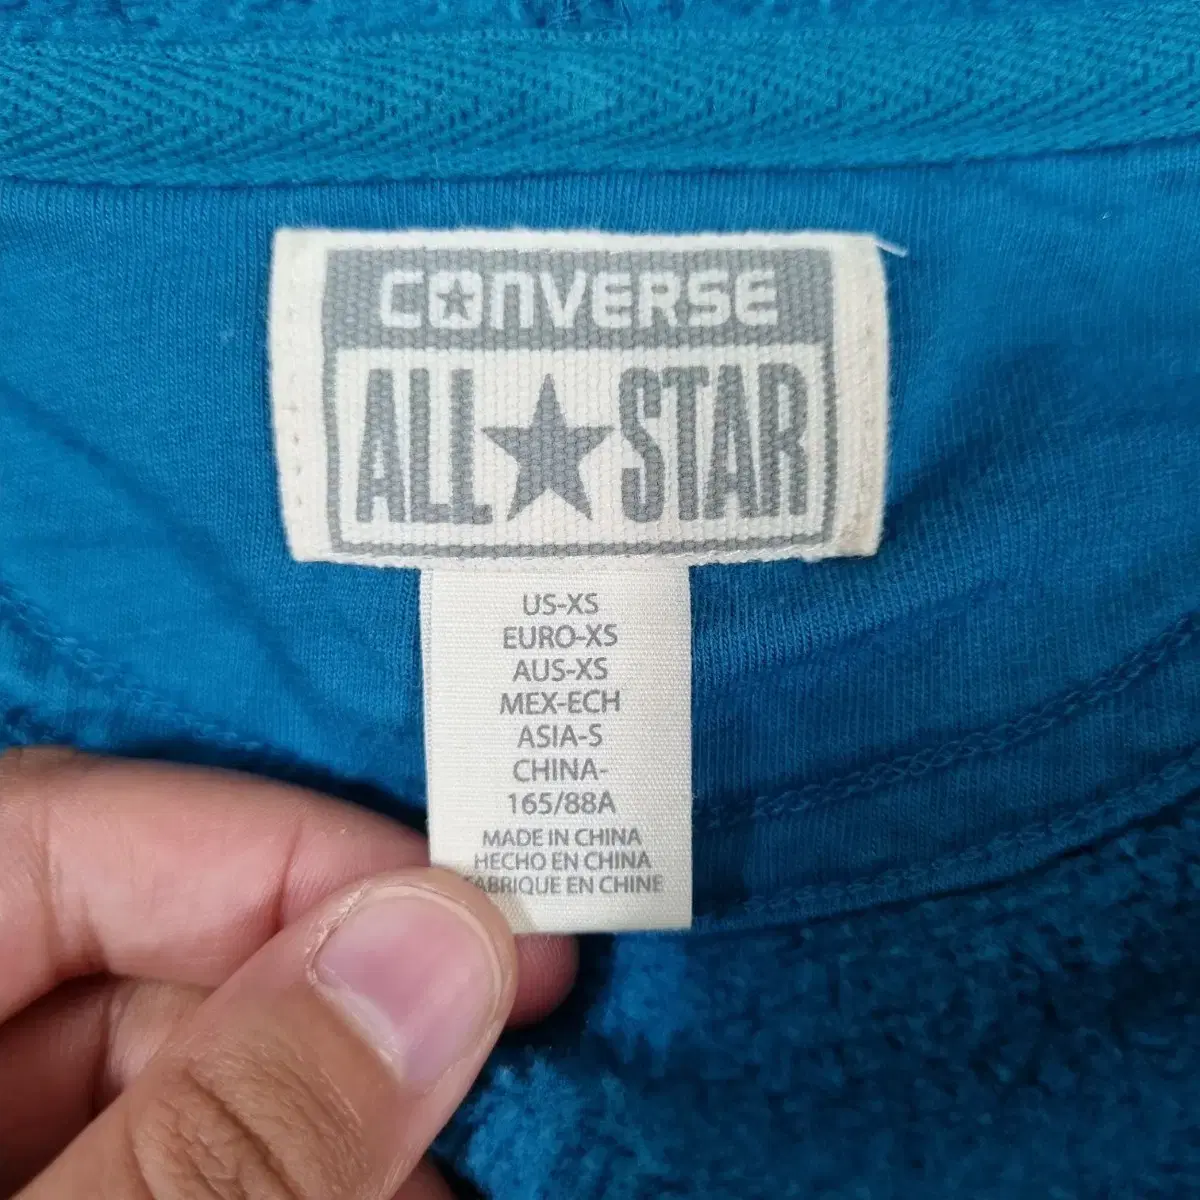 CONVERSE
ALL STAR
US-XS
EURO-XS
AUS-XS
MEX-ECH
ASIA-S
CHINA-
165/88A
MADE IN CHINA
HECHO EN CHINA
FABRIQUE EN CHINE